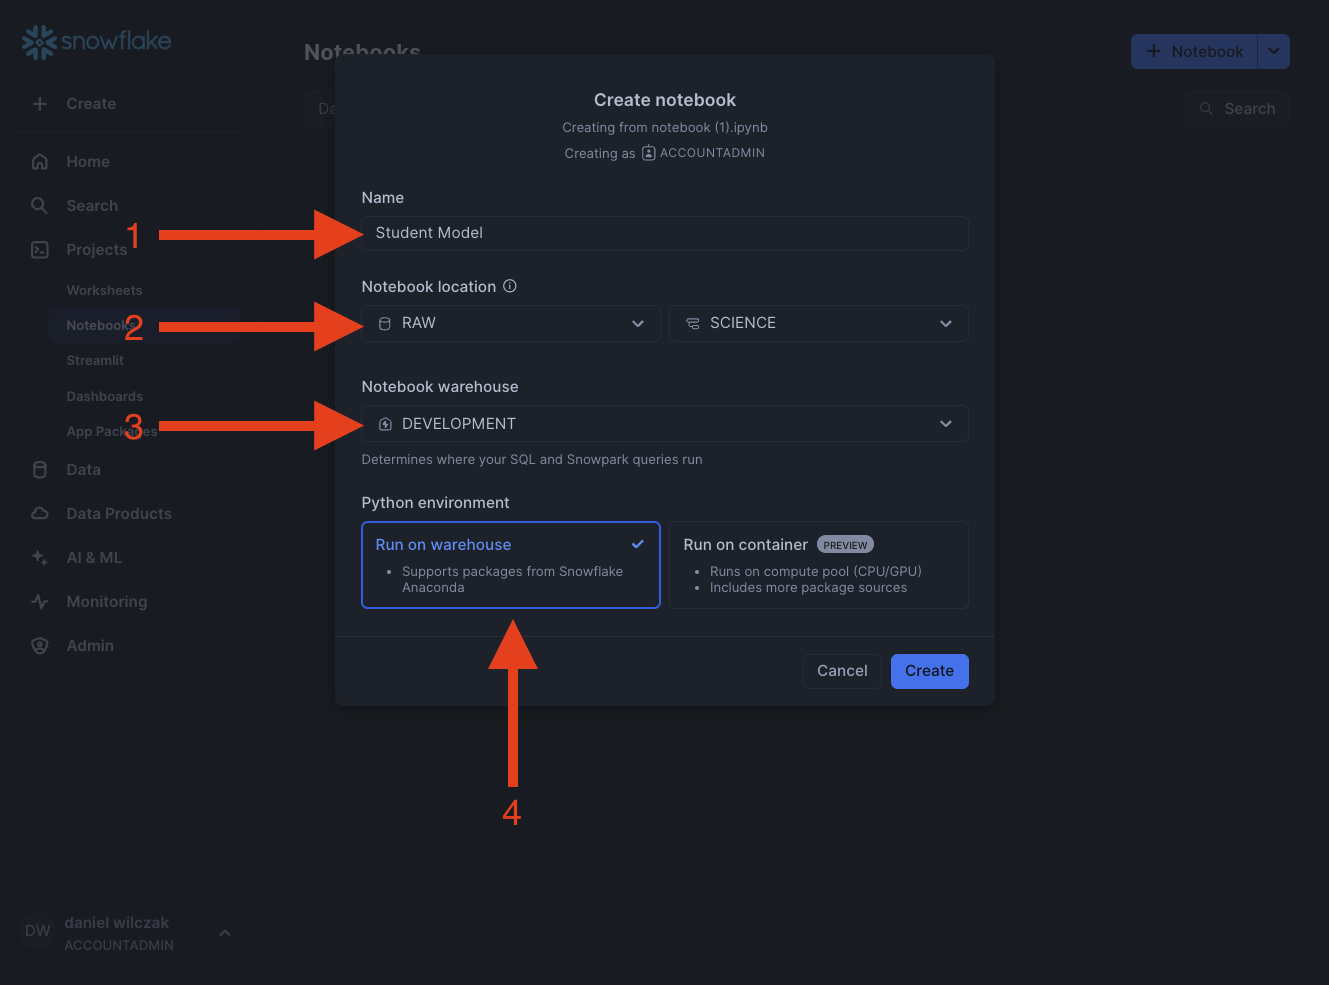 snowflake
Create
Home
Search
Projects
Worksheets
Notebooks
Streamlit
Dashboards
App Packages
Data
Data Products
AI & ML
Monitoring
Admin
DW
daniel wilczak
ACCOUNTADMIN
Notebooks
Notebook
Search
Create notebook
Creating from notebook (1).ipynb
Creating as ACCOUNTADMIN
Name
1
Student Model
Notebook location
2
RAW
SCIENCE
Notebook warehouse
3
DEVELOPMENT
Determines where your SQL and Snowpark queries run
Python environment
Run on warehouse
• Supports packages from Snowflake
Anaconda
Run on container PREVIEW
• Runs on compute pool (CPU/GPU)
• Includes more package sources
Cancel
Create
4